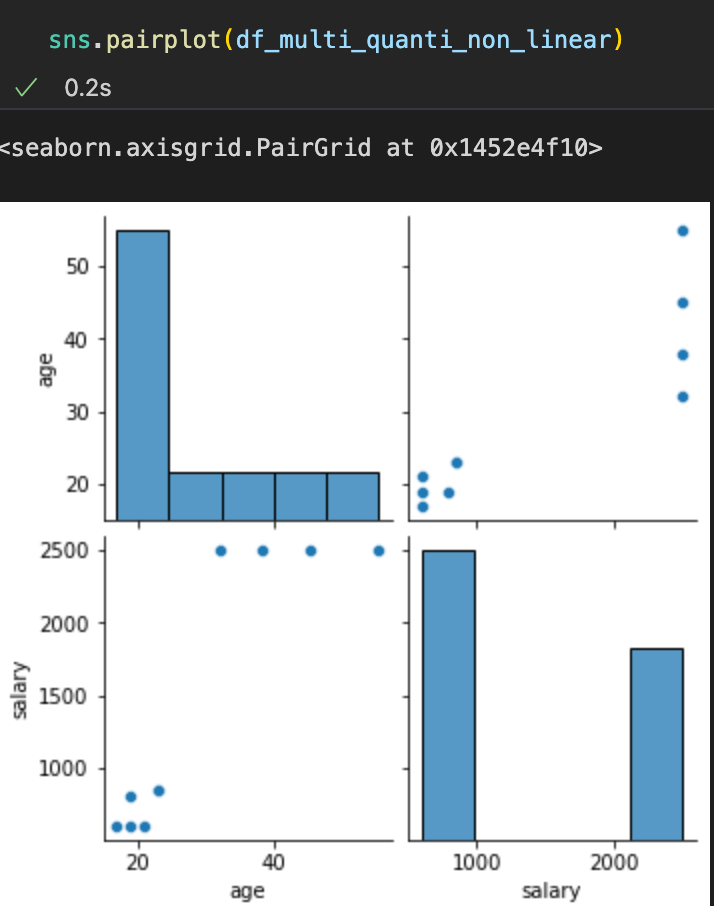 sns.pairplot(df_multi_quanti_non_linear)
0.2s
<seaborn.axisgrid.PairGrid at 0x1452e4f10>
50
40
30
20
age
2500
2000
1500
1000
salary
20 40
age
1000 2000
salary